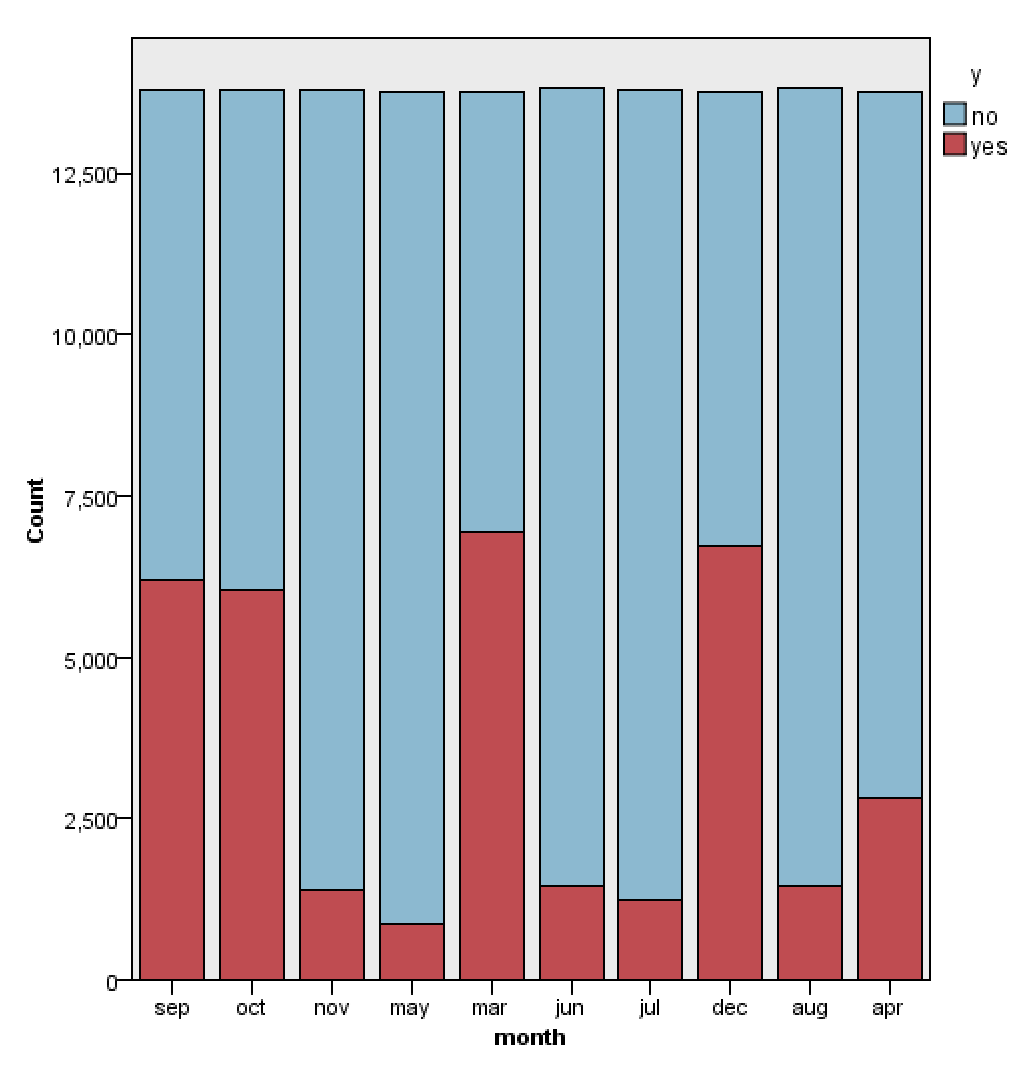 y
no
yes
12,500
10,000
7,500
5,000
2,500
0
Count
sep oct nov may mar jun jul dec aug apr
month